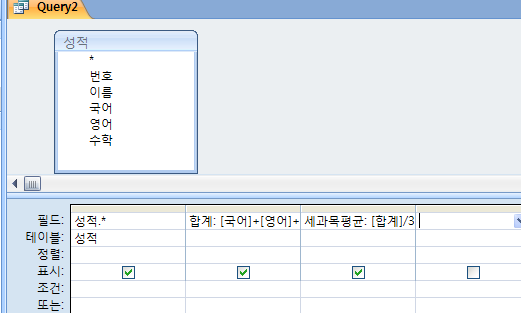 Query2
성적
*
번호
이름
국어
영어
수학
필드: 성적.* 합계: [국어]+[영어]+ 세과목평균: [합계]/3
테이블: 성적
정렬:
표시:
조건:
또는: